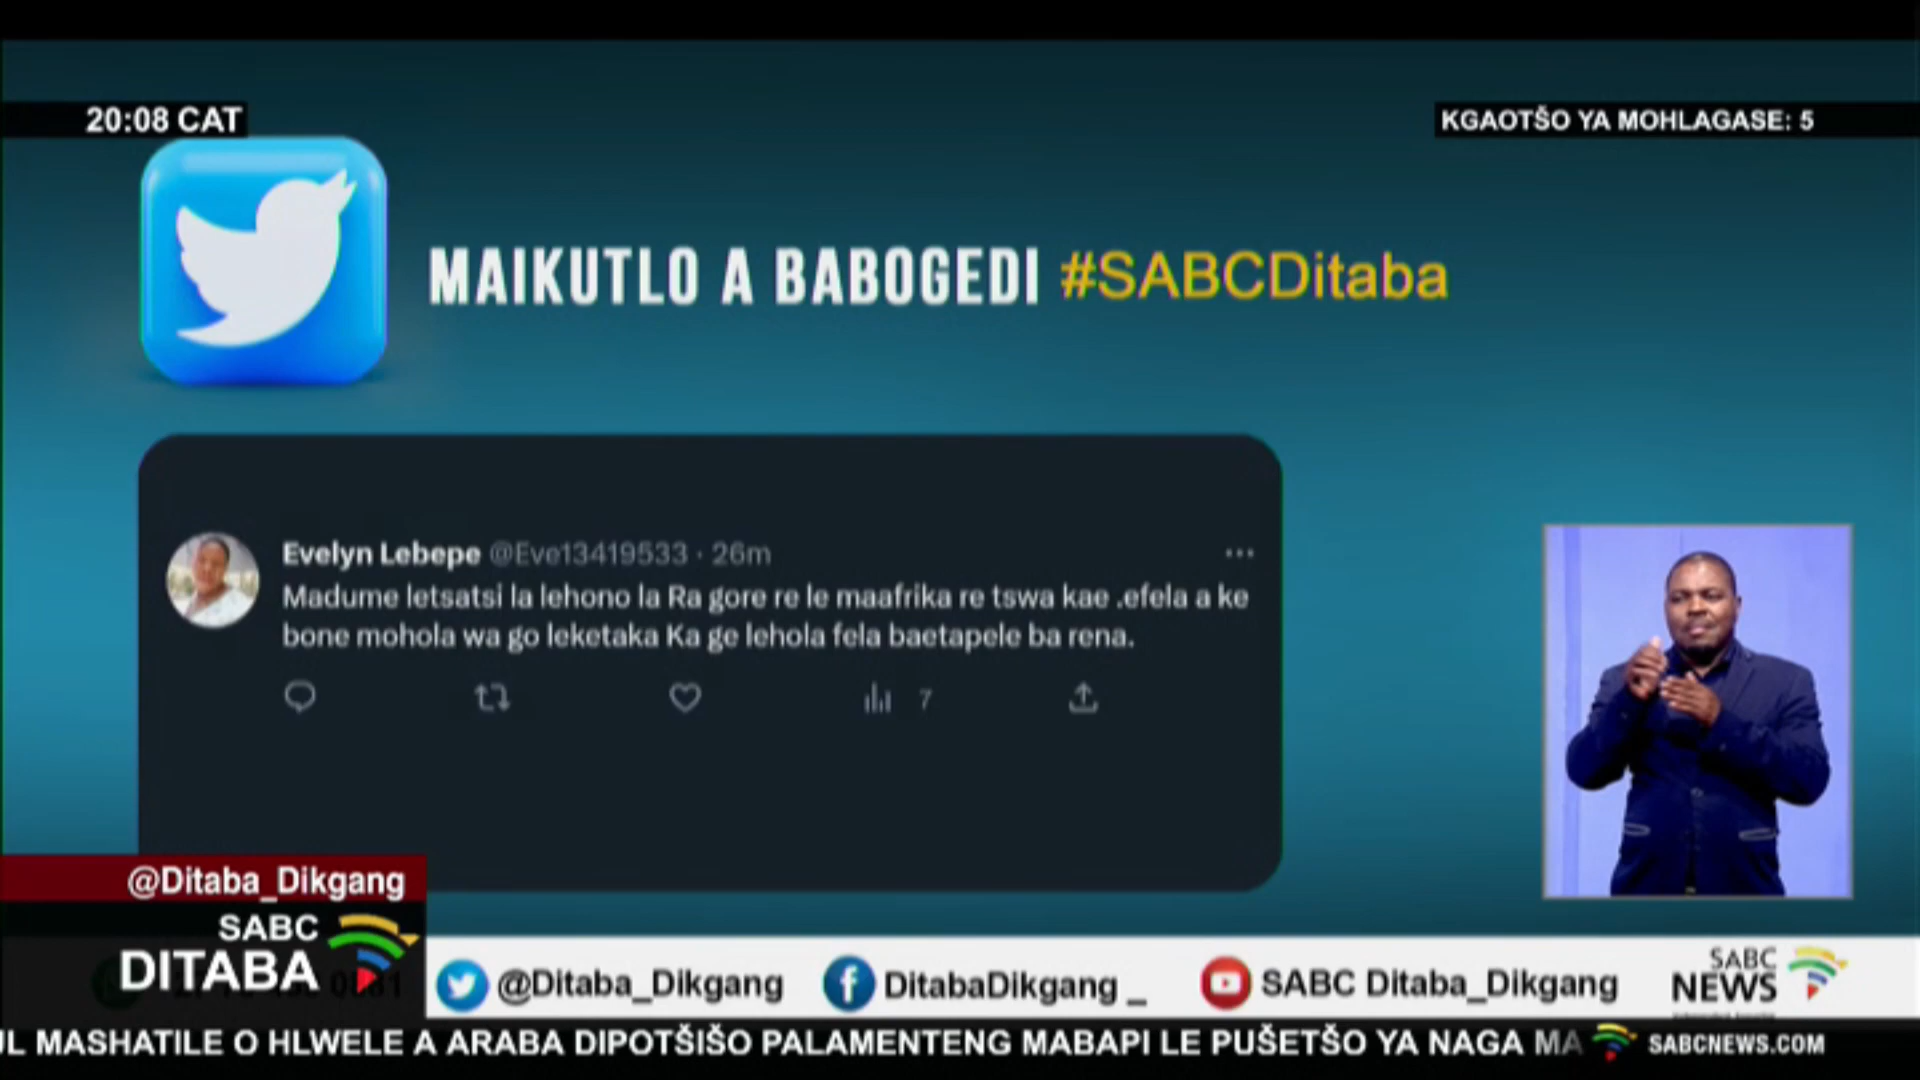 20:08 CAT
KGAOTŠO YA MOHLAGASE: 5
MAIKUTLO A BABOGEDI #SABCDitaba
Evelyn Lebepe @Eve13419533 · 26m
Madume letsatsi la lehono la Ra gore re le maafrika re tswa kae .efela a ke
bone mohola wa go leketaka Ka ge lehola fela baetapele ba rena.
7
@Ditaba_Dikgang
SABC
DITABA
@Ditaba_Dikgang
DitabaDikgang _
SABC Ditaba_Dikgang
SABC
NEWS
MASHATILE O HLWELE A ARABA DIPOTŠIŠO PALAMENTENG MABAPI LE PUŠETŠO YA NAGA
SABCNEWS.COM